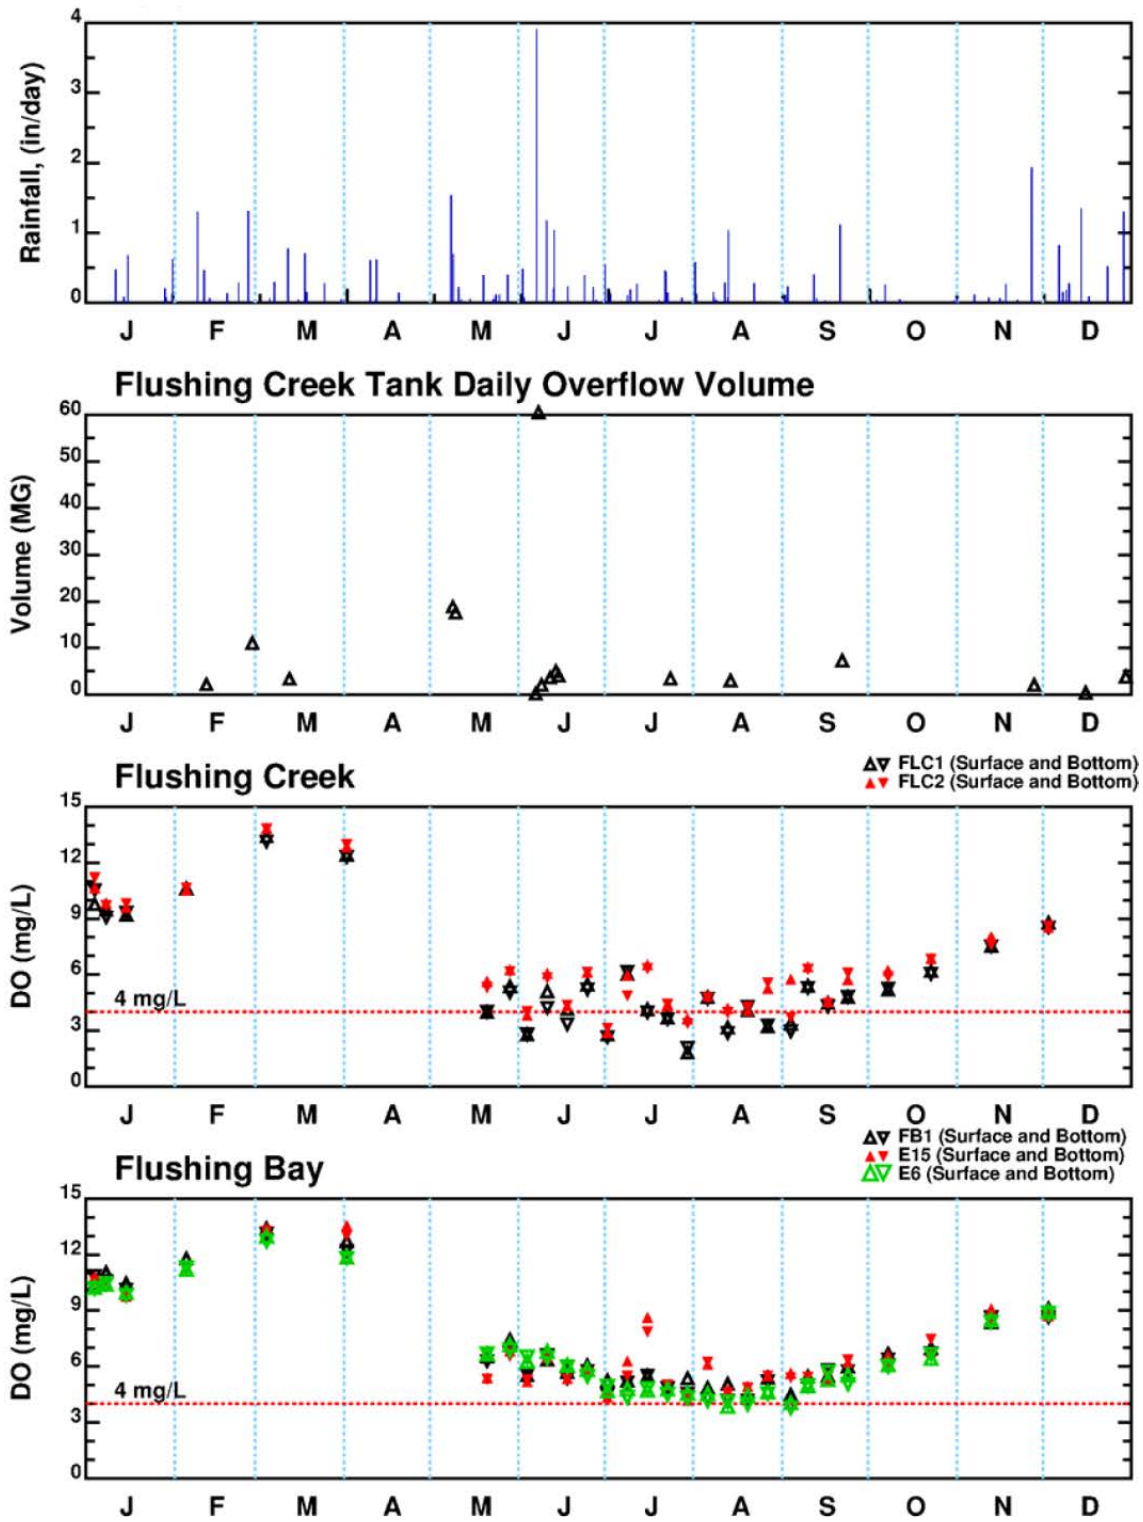 4
3
2
1
0
Rainfall, (in/day)
J F M A M J J A S O N D
Flushing Creek Tank Daily Overflow Volume
60
50
40
30
20
10
0
Volume (MG)
J F M A M J J A S O N D
Flushing Creek
FLC1 (Surface and Bottom)
FLC2 (Surface and Bottom)
15
12
9
6
3
0
DO (mg/L)
4 mg/L
J F M A M J J A S O N D
Flushing Bay
FB1 (Surface and Bottom)
E15 (Surface and Bottom)
E6 (Surface and Bottom)
15
12
9
6
3
0
DO (mg/L)
4 mg/L
J F M A M J J A S O N D